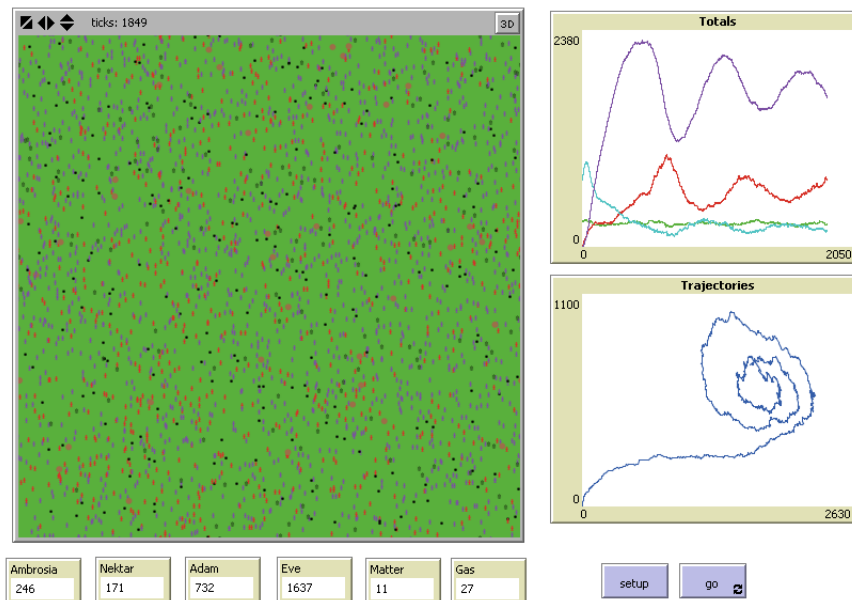 ticks: 1849
3D
Totals
2380
0
0
2050
Trajectories
1100
0
0
2630
Ambrosia
246
Nektar
171
Adam
732
Eve
1637
Matter
11
Gas
27
setup
go